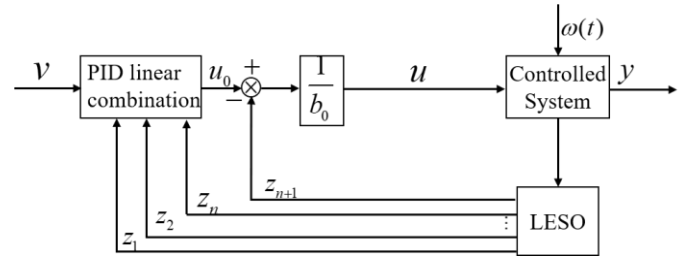 ω(t)
v
PID linear
combination
u₀
+
−
1
b₀
u
Controlled
System
y
zₙ₊₁
zₙ
z₂
z₁
⋮
LESO